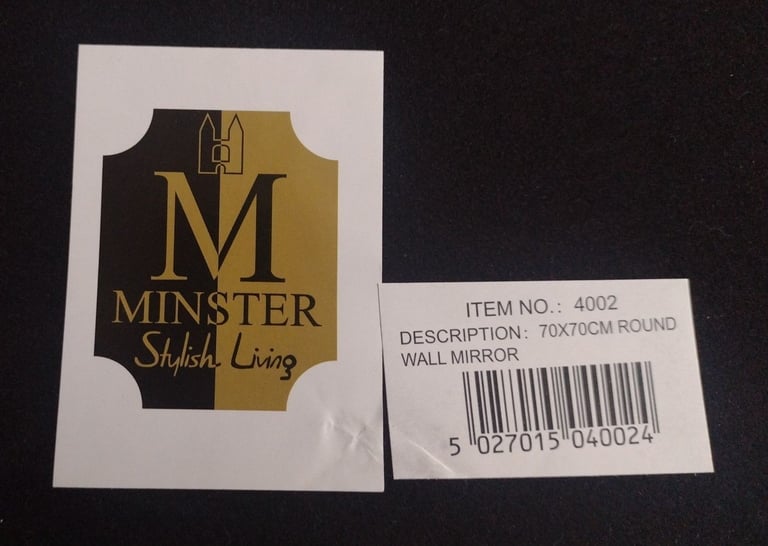 M
MINSTER
Stylish Living
ITEM NO.: 4002
DESCRIPTION: 70X70CM ROUND
WALL MIRROR
5 027015 040024